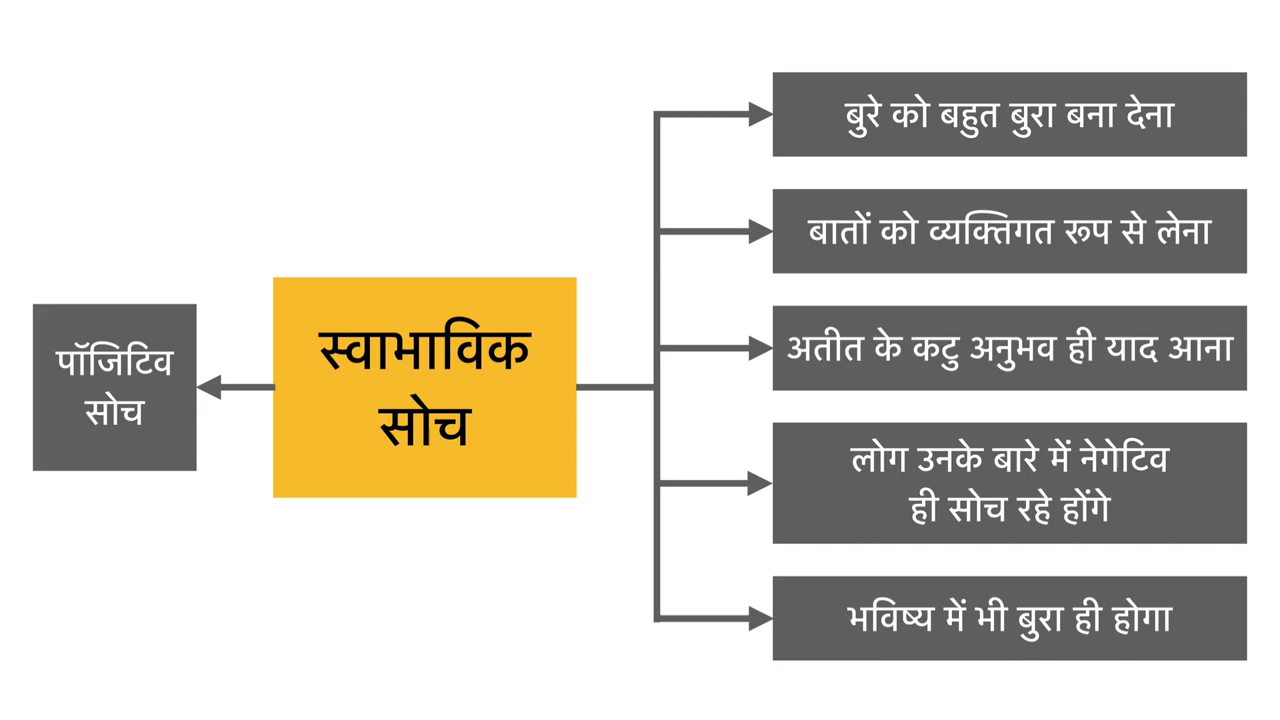 पॉजिटिव
सोच
स्वाभाविक
सोच
बुरे को बहुत बुरा बना देना
बातों को व्यक्तिगत रूप से लेना
अतीत के कटु अनुभव ही याद आना
लोग उनके बारे में नेगेटिव
ही सोच रहे होंगे
भविष्य में भी बुरा ही होगा